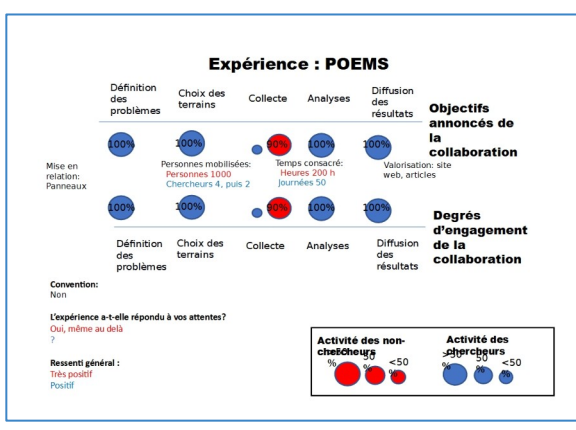 Expérience : POEMS
Définition
des
problèmes
Choix des
terrains
Collecte
Analyses
Diffusion
des
résultats
Objectifs
annoncés de
la
collaboration
100%
100%
90%
100%
100%
Mise en
relation:
Panneaux
Personnes mobilisées:
Personnes 1000
Chercheurs 4, puis 2
Temps consacré:
Heures 200 h
Journées 50
Valorisation: site
web, articles
100%
100%
90%
100%
100%
Degrés
d'engagement
de la
collaboration
Définition
des
problèmes
Choix des
terrains
Collecte
Analyses
Diffusion
des
résultats
Convention:
Non
L'expérience a-t-elle répondu à vos attentes?
Oui, même au delà
?
Ressenti général :
Très positif
Positif
Activité des non-
chercheurs
50
%
<50
%
Activité des
chercheurs
>50
%
50
%
<50
%